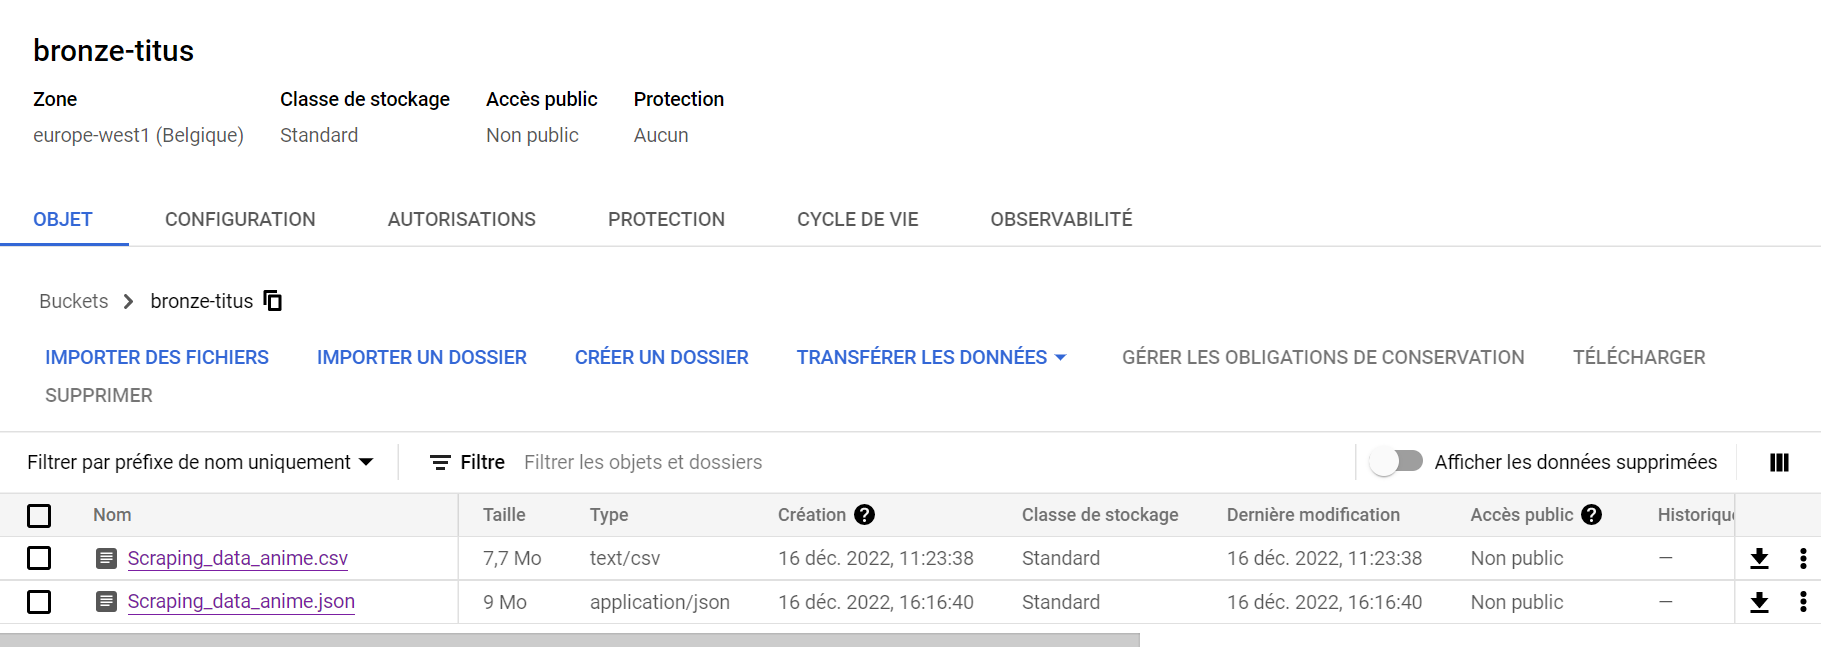 bronze-titus
Zone Classe de stockage Accès public Protection
europe-west1 (Belgique) Standard Non public Aucun
OBJET CONFIGURATION AUTORISATIONS PROTECTION CYCLE DE VIE OBSERVABILITÉ
Buckets bronze-titus
IMPORTER DES FICHIERS IMPORTER UN DOSSIER CRÉER UN DOSSIER TRANSFÉRER LES DONNÉES GÉRER LES OBLIGATIONS DE CONSERVATION TÉLÉCHARGER
SUPPRIMER
Filtrer par préfixe de nom uniquement Filtre Filtrer les objets et dossiers Afficher les données supprimées
Nom Taille Type Création Classe de stockage Dernière modification Accès public Historiqu
Scraping_data_anime.csv 7,7 Mo text/csv 16 déc. 2022, 11:23:38 Standard 16 déc. 2022, 11:23:38 Non public —
Scraping_data_anime.json 9 Mo application/json 16 déc. 2022, 16:16:40 Standard 16 déc. 2022, 16:16:40 Non public —